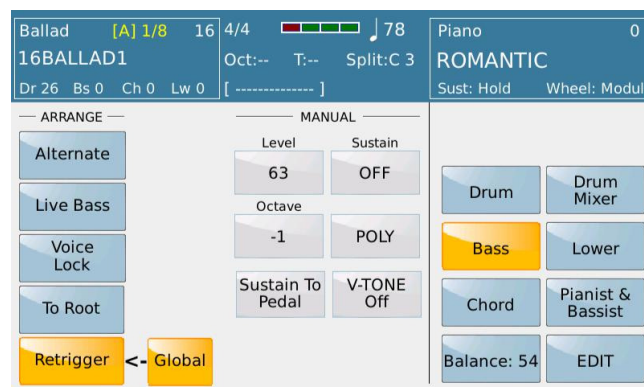 Ballad [A] 1/8 16
16BALLAD1
Dr 26 Bs 0 Ch 0 Lw 0
4/4 78
Oct:-- T:-- Split:C 3
[ -------------- ]
Piano 0
ROMANTIC
Sust: Hold Wheel: Modul
ARRANGE
Alternate
Live Bass
Voice
Lock
To Root
Retrigger <- Global
MANUAL
Level Sustain
63 OFF
Octave
-1 POLY
Sustain To
Pedal
V-TONE
Off
Drum
Drum
Mixer
Bass
Lower
Chord
Pianist &
Bassist
Balance: 54
EDIT